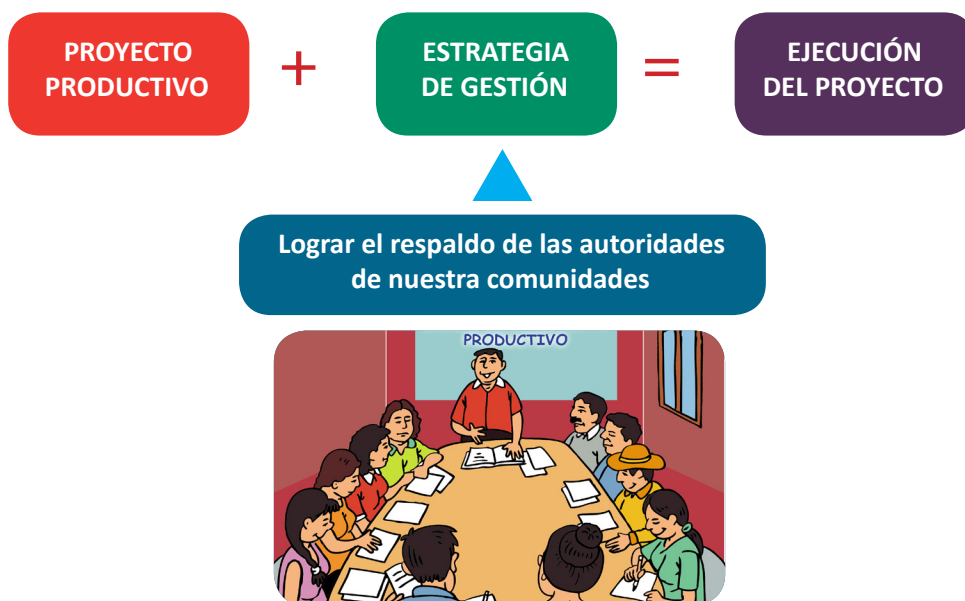 PROYECTO
PRODUCTIVO
+
ESTRATEGIA
DE GESTIÓN
=
EJECUCIÓN
DEL PROYECTO
Lograr el respaldo de las autoridades
de nuestra comunidades
PRODUCTIVO